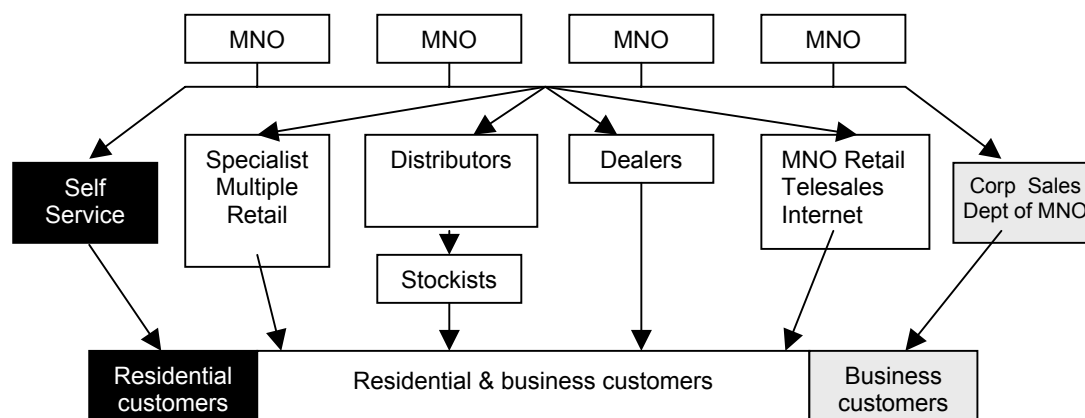 MNO
MNO
MNO
MNO
Self
Service
Specialist
Multiple
Retail
Distributors
Stockists
Dealers
MNO Retail
Telesales
Internet
Corp Sales
Dept of MNO
Residential
customers
Residential & business customers
Business
customers